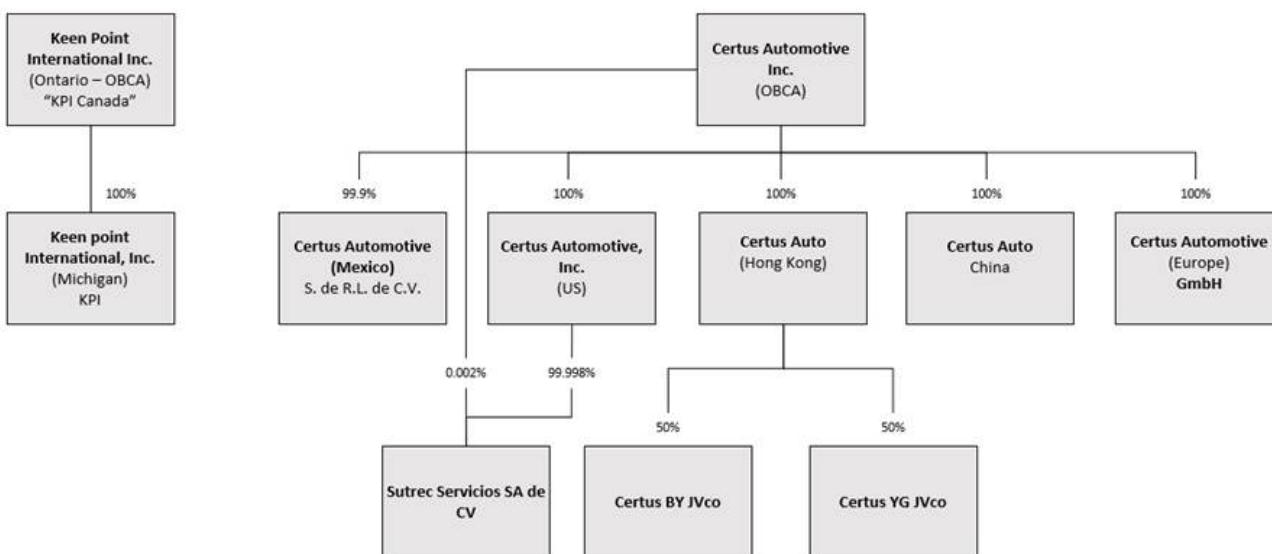 Keen Point
International Inc.
(Ontario – OBCA)
“KPI Canada”
Certus Automotive
Inc.
(OBCA)
100%
99.9%
100%
100%
100%
100%
Keen point
International, Inc.
(Michigan)
KPI
Certus Automotive
(Mexico)
S. de R.L. de C.V.
Certus Automotive,
Inc.
(US)
Certus Auto
(Hong Kong)
Certus Auto
China
Certus Automotive
(Europe)
GmbH
0.002%
99.998%
50%
50%
Sutrec Servicios SA de
CV
Certus BY JVco
Certus YG JVco